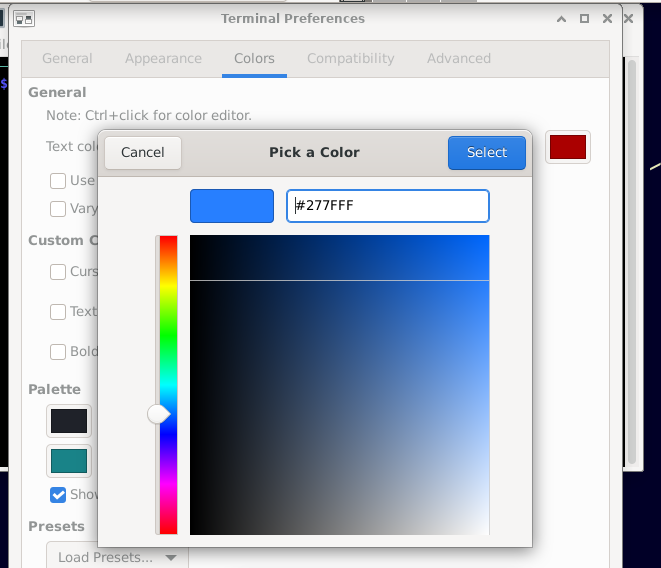 Terminal Preferences
General Appearance Colors Compatibility Advanced
General
Note: Ctrl+click for color editor.
Text colo
Cancel Pick a Color Select
#277FFF
Use
Vary
Custom C
Curs
Text
Bold
Palette
Show
Presets
Load Presets...
$